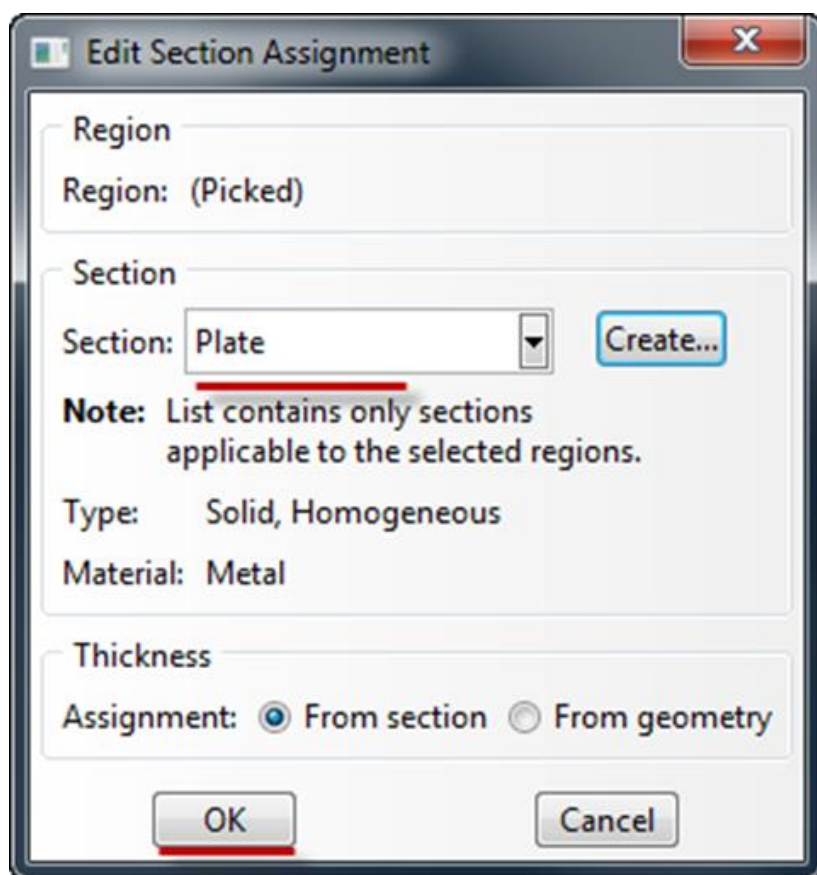 Edit Section Assignment
Region
Region: (Picked)
Section
Section: Plate Create...
Note: List contains only sections
applicable to the selected regions.
Type: Solid, Homogeneous
Material: Metal
Thickness
Assignment: From section From geometry
OK Cancel